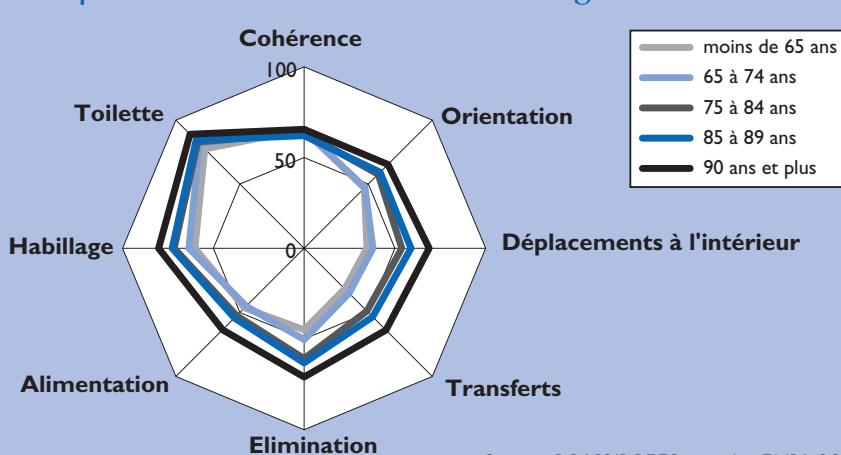 Cohérence
100
moins de 65 ans
65 à 74 ans
75 à 84 ans
85 à 89 ans
90 ans et plus
Toilette
Orientation
50
Habillage
0
Déplacements à l'intérieur
Alimentation
Transferts
Elimination